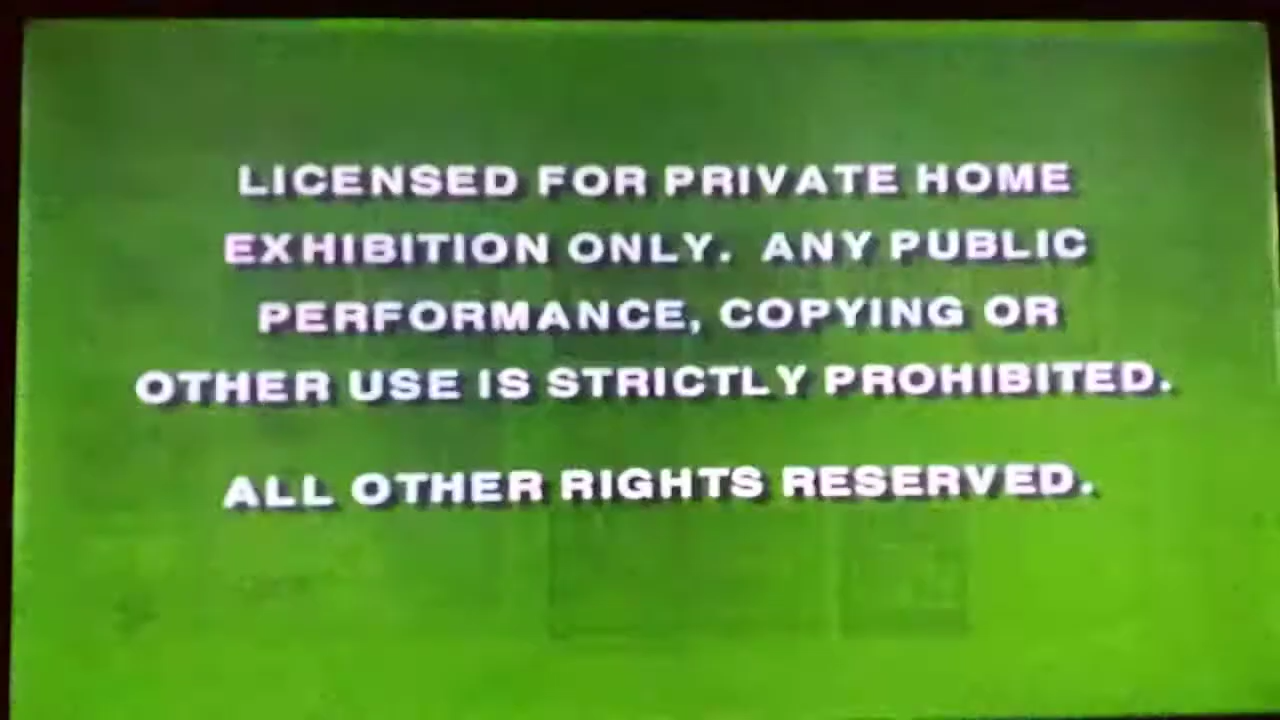 LICENSED FOR PRIVATE HOME
EXHIBITION ONLY. ANY PUBLIC
PERFORMANCE, COPYING OR
OTHER USE IS STRICTLY PROHIBITED.
ALL OTHER RIGHTS RESERVED.